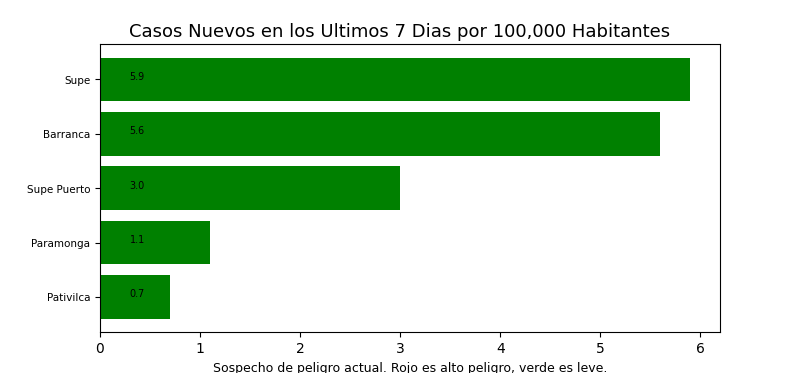 Casos Nuevos en los Ultimos 7 Dias por 100,000 Habitantes
Supe 5.9
Barranca 5.6
Supe Puerto 3.0
Paramonga 1.1
Pativilca 0.7
0 1 2 3 4 5 6
Sospecho de peligro actual. Rojo es alto peligro, verde es leve.